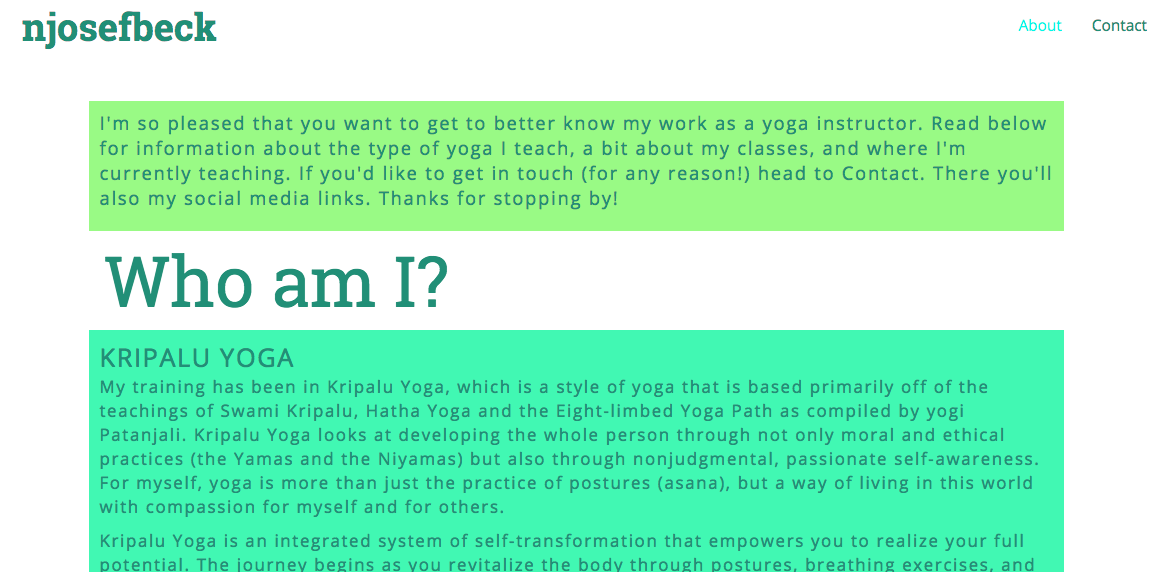 njosefbeck
About
Contact
I'm so pleased that you want to get to better know my work as a yoga instructor. Read below
for information about the type of yoga I teach, a bit about my classes, and where I'm
currently teaching. If you'd like to get in touch (for any reason!) head to Contact. There you'll
also my social media links. Thanks for stopping by!
Who am I?
KRIPALU YOGA
My training has been in Kripalu Yoga, which is a style of yoga that is based primarily off of the
teachings of Swami Kripalu, Hatha Yoga and the Eight-limbed Yoga Path as compiled by yogi
Patanjali. Kripalu Yoga looks at developing the whole person through not only moral and ethical
practices (the Yamas and the Niyamas) but also through nonjudgmental, passionate self-awareness.
For myself, yoga is more than just the practice of postures (asana), but a way of living in this world
with compassion for myself and for others.
Kripalu Yoga is an integrated system of self-transformation that empowers you to realize your full
potential. The journey begins as you revitalize the body through postures, breathing exercises, and